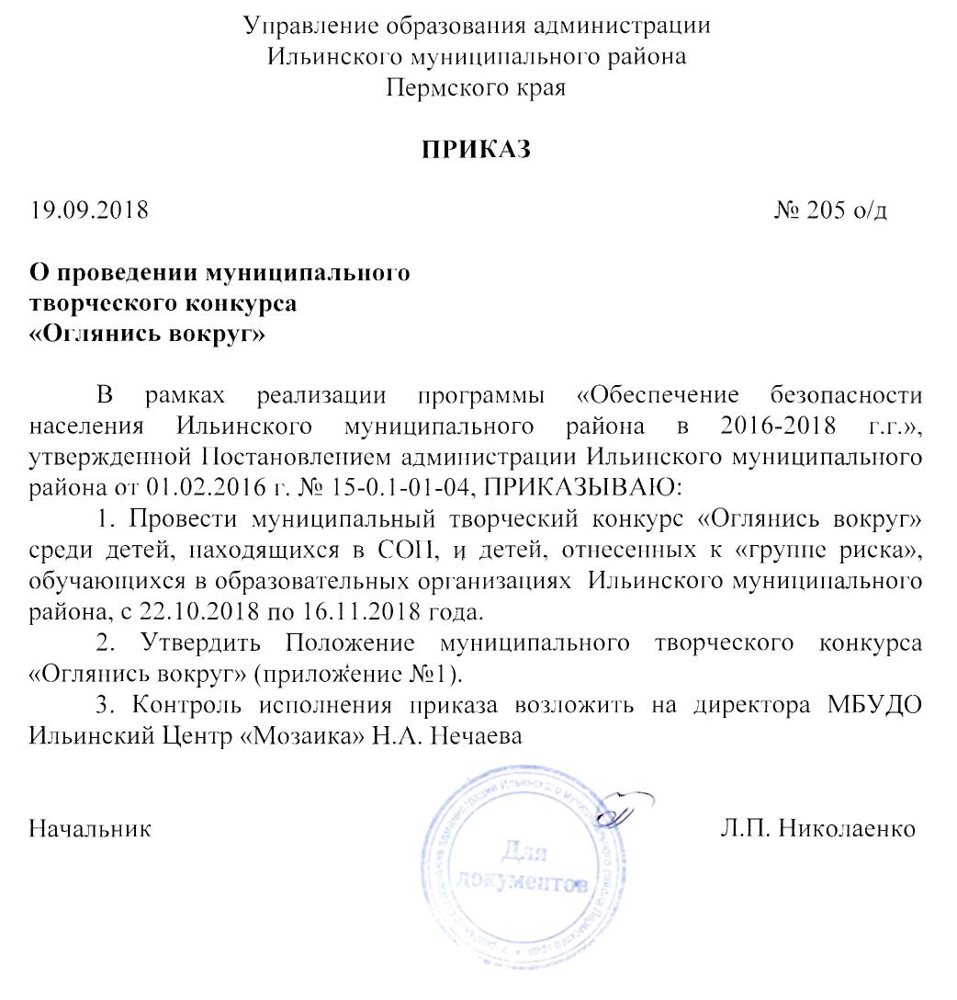 Управление образования администрации
Ильинского муниципального района
Пермского края
ПРИКАЗ
19.09.2018 № 205 о/д
О проведении муниципального
творческого конкурса
«Оглянись вокруг»
В рамках реализации программы «Обеспечение безопасности
населения Ильинского муниципального района в 2016-2018 г.г.»,
утвержденной Постановлением администрации Ильинского муниципального
района от 01.02.2016 г. № 15-0.1-01-04, ПРИКАЗЫВАЮ:
1. Провести муниципальный творческий конкурс «Оглянись вокруг»
среди детей, находящихся в СОП, и детей, отнесенных к «группе риска»,
обучающихся в образовательных организациях Ильинского муниципального
района, с 22.10.2018 по 16.11.2018 года.
2. Утвердить Положение муниципального творческого конкурса
«Оглянись вокруг» (приложение №1).
3. Контроль исполнения приказа возложить на директора МБУДО
Ильинский Центр «Мозаика» Н.А. Нечаева
Начальник Л.П. Николаенко
администрации Ильинского муниципального района Пермского края
Для
документов